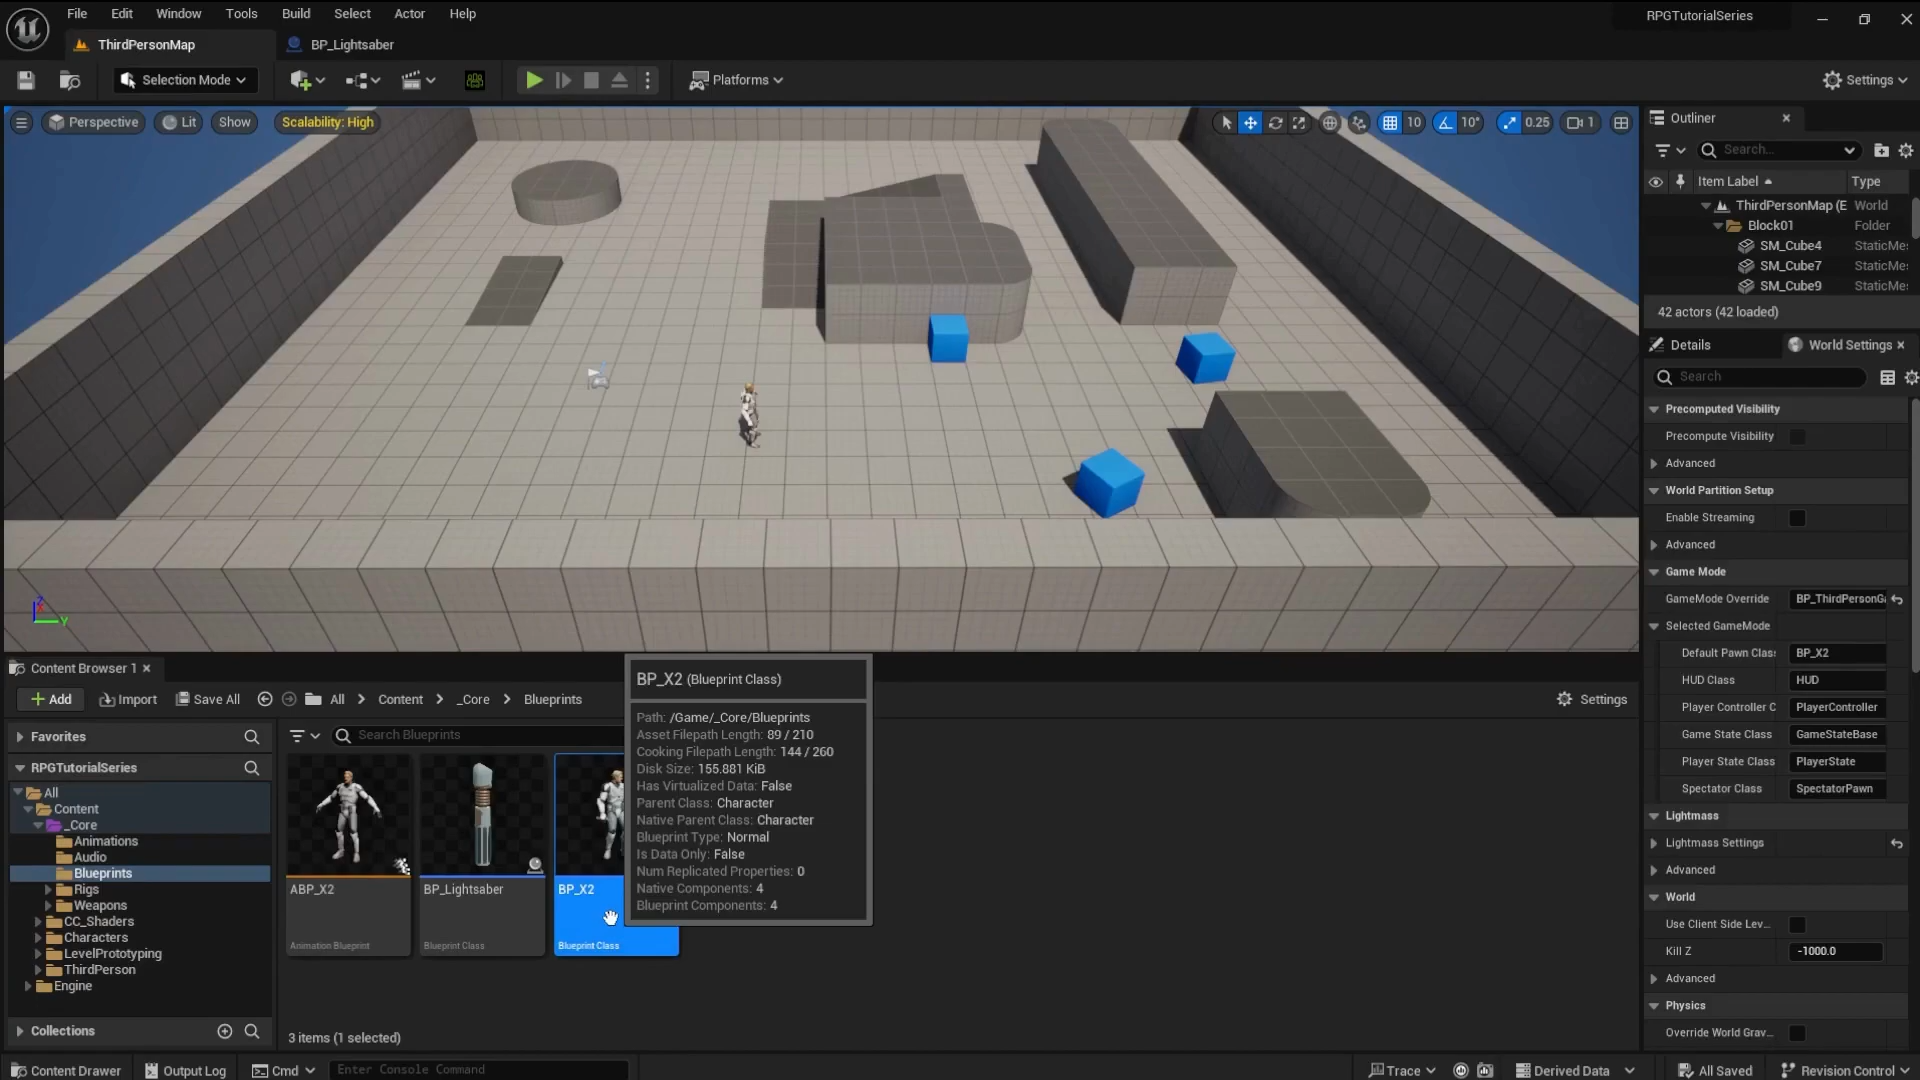 File Edit Window Tools Build Select Actor Help
RPGTutorialSeries
ThirdPersonMap
BP_Lightsaber
Selection Mode
Platforms
Settings
Perspective
Lit
Show
Scalability: High
10
10°
0.25
1
Outliner
Search...
Item Label
Type
ThirdPersonMap (E World
Block01 Folder
SM_Cube4 StaticMes
SM_Cube7 StaticMes
SM_Cube9 StaticMes
42 actors (42 loaded)
Details
World Settings
Search
Precomputed Visibility
Precompute Visibility
Advanced
World Partition Setup
Enable Streaming
Advanced
Game Mode
GameMode Override BP_ThirdPersonGa
Selected GameMode
Default Pawn Class BP_X2
HUD Class HUD
Player Controller C PlayerController
Game State Class GameStateBase
Player State Class PlayerState
Spectator Class SpectatorPawn
Lightmass
Lightmass Settings
Advanced
World
Use Client Side Lev...
Kill Z -1000.0
Advanced
Physics
Override World Grav...
Z
Y
Content Browser 1
Add
Import
Save All
All
Content
_Core
Blueprints
Settings
Favorites
RPGTutorialSeries
All
Content
_Core
Animations
Audio
Blueprints
Rigs
Weapons
CC_Shaders
Characters
LevelPrototyping
ThirdPerson
Engine
Collections
Search Blueprints
ABP_X2
Animation Blueprint
BP_Lightsaber
Blueprint Class
BP_X2
Blueprint Class
BP_X2 (Blueprint Class)
Path: /Game/_Core/Blueprints
Asset Filepath Length: 89 / 210
Cooking Filepath Length: 144 / 260
Disk Size: 155.881 KiB
Has Virtualized Data: False
Parent Class: Character
Native Parent Class: Character
Blueprint Type: Normal
Is Data Only: False
Num Replicated Properties: 0
Native Components: 4
Blueprint Components: 4
3 items (1 selected)
Content Drawer
Output Log
Cmd
Enter Console Command
Trace
Derived Data
All Saved
Revision Control